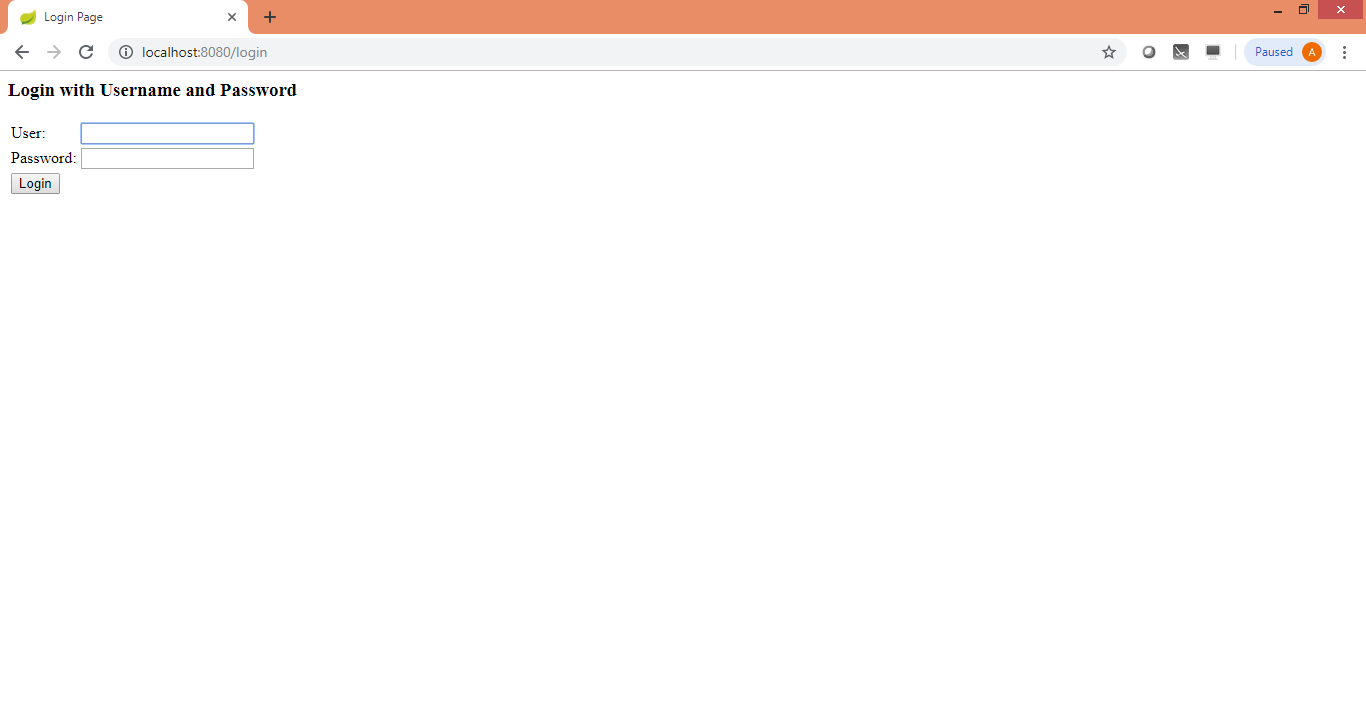 Login Page
localhost:8080/login
Paused A
Login with Username and Password
User:
Password:
Login